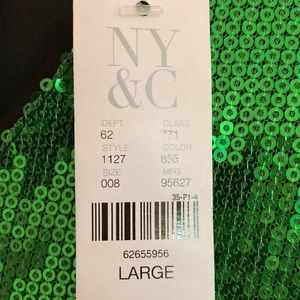 NY
&C
DEPT CLASS
62 771
STYLE COLOR
1127 855
SIZE MFG
008 95627
35-P1-4
62655956
LARGE